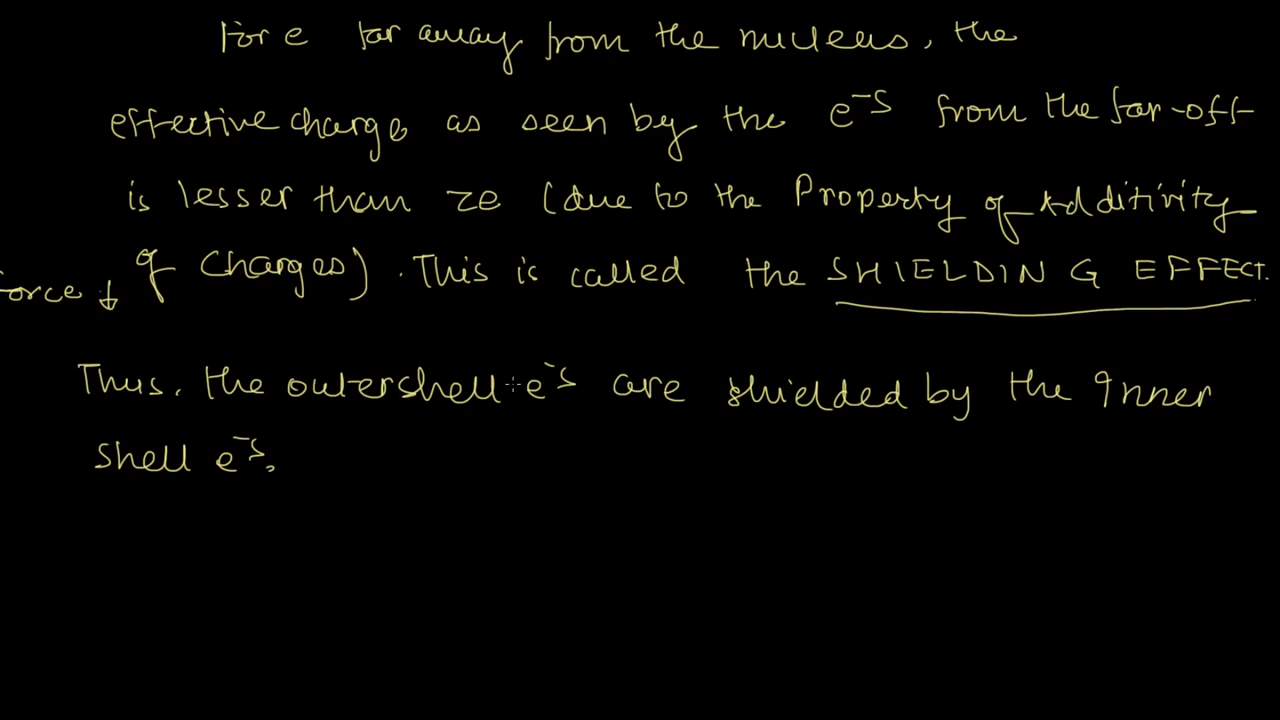 For e far away from the nucleus, the
effective charge as seen by the e⁻s from the far-off
is lesser than ze (due to the Property of Additivity
of charges). This is called the SHIELDING EFFECT.
Force ↓
Thus, the outershell e⁻s are shielded by the Inner
shell e⁻s.